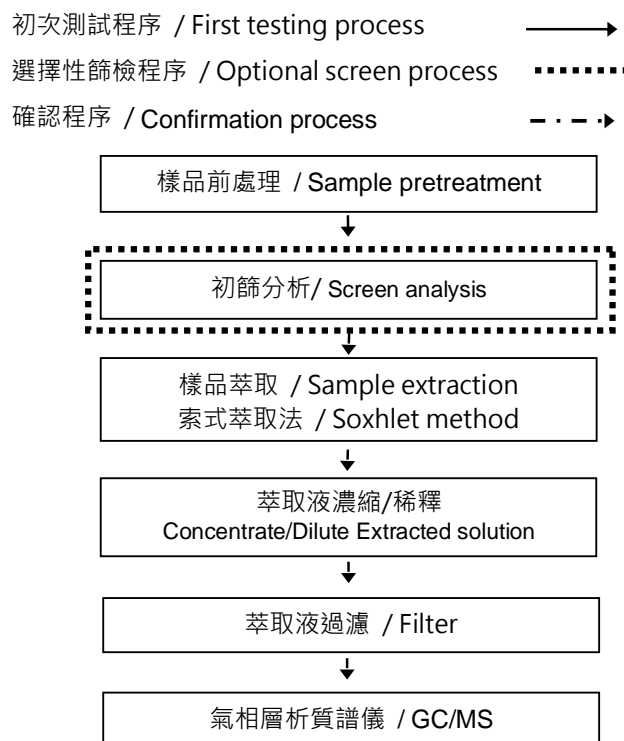 初次測試程序 / First testing process
選擇性篩檢程序 / Optional screen process
確認程序 / Confirmation process
樣品前處理 / Sample pretreatment
初篩分析/ Screen analysis
樣品萃取 / Sample extraction
索式萃取法 / Soxhlet method
萃取液濃縮/稀釋
Concentrate/Dilute Extracted solution
萃取液過濾 / Filter
氣相層析質譜儀 / GC/MS